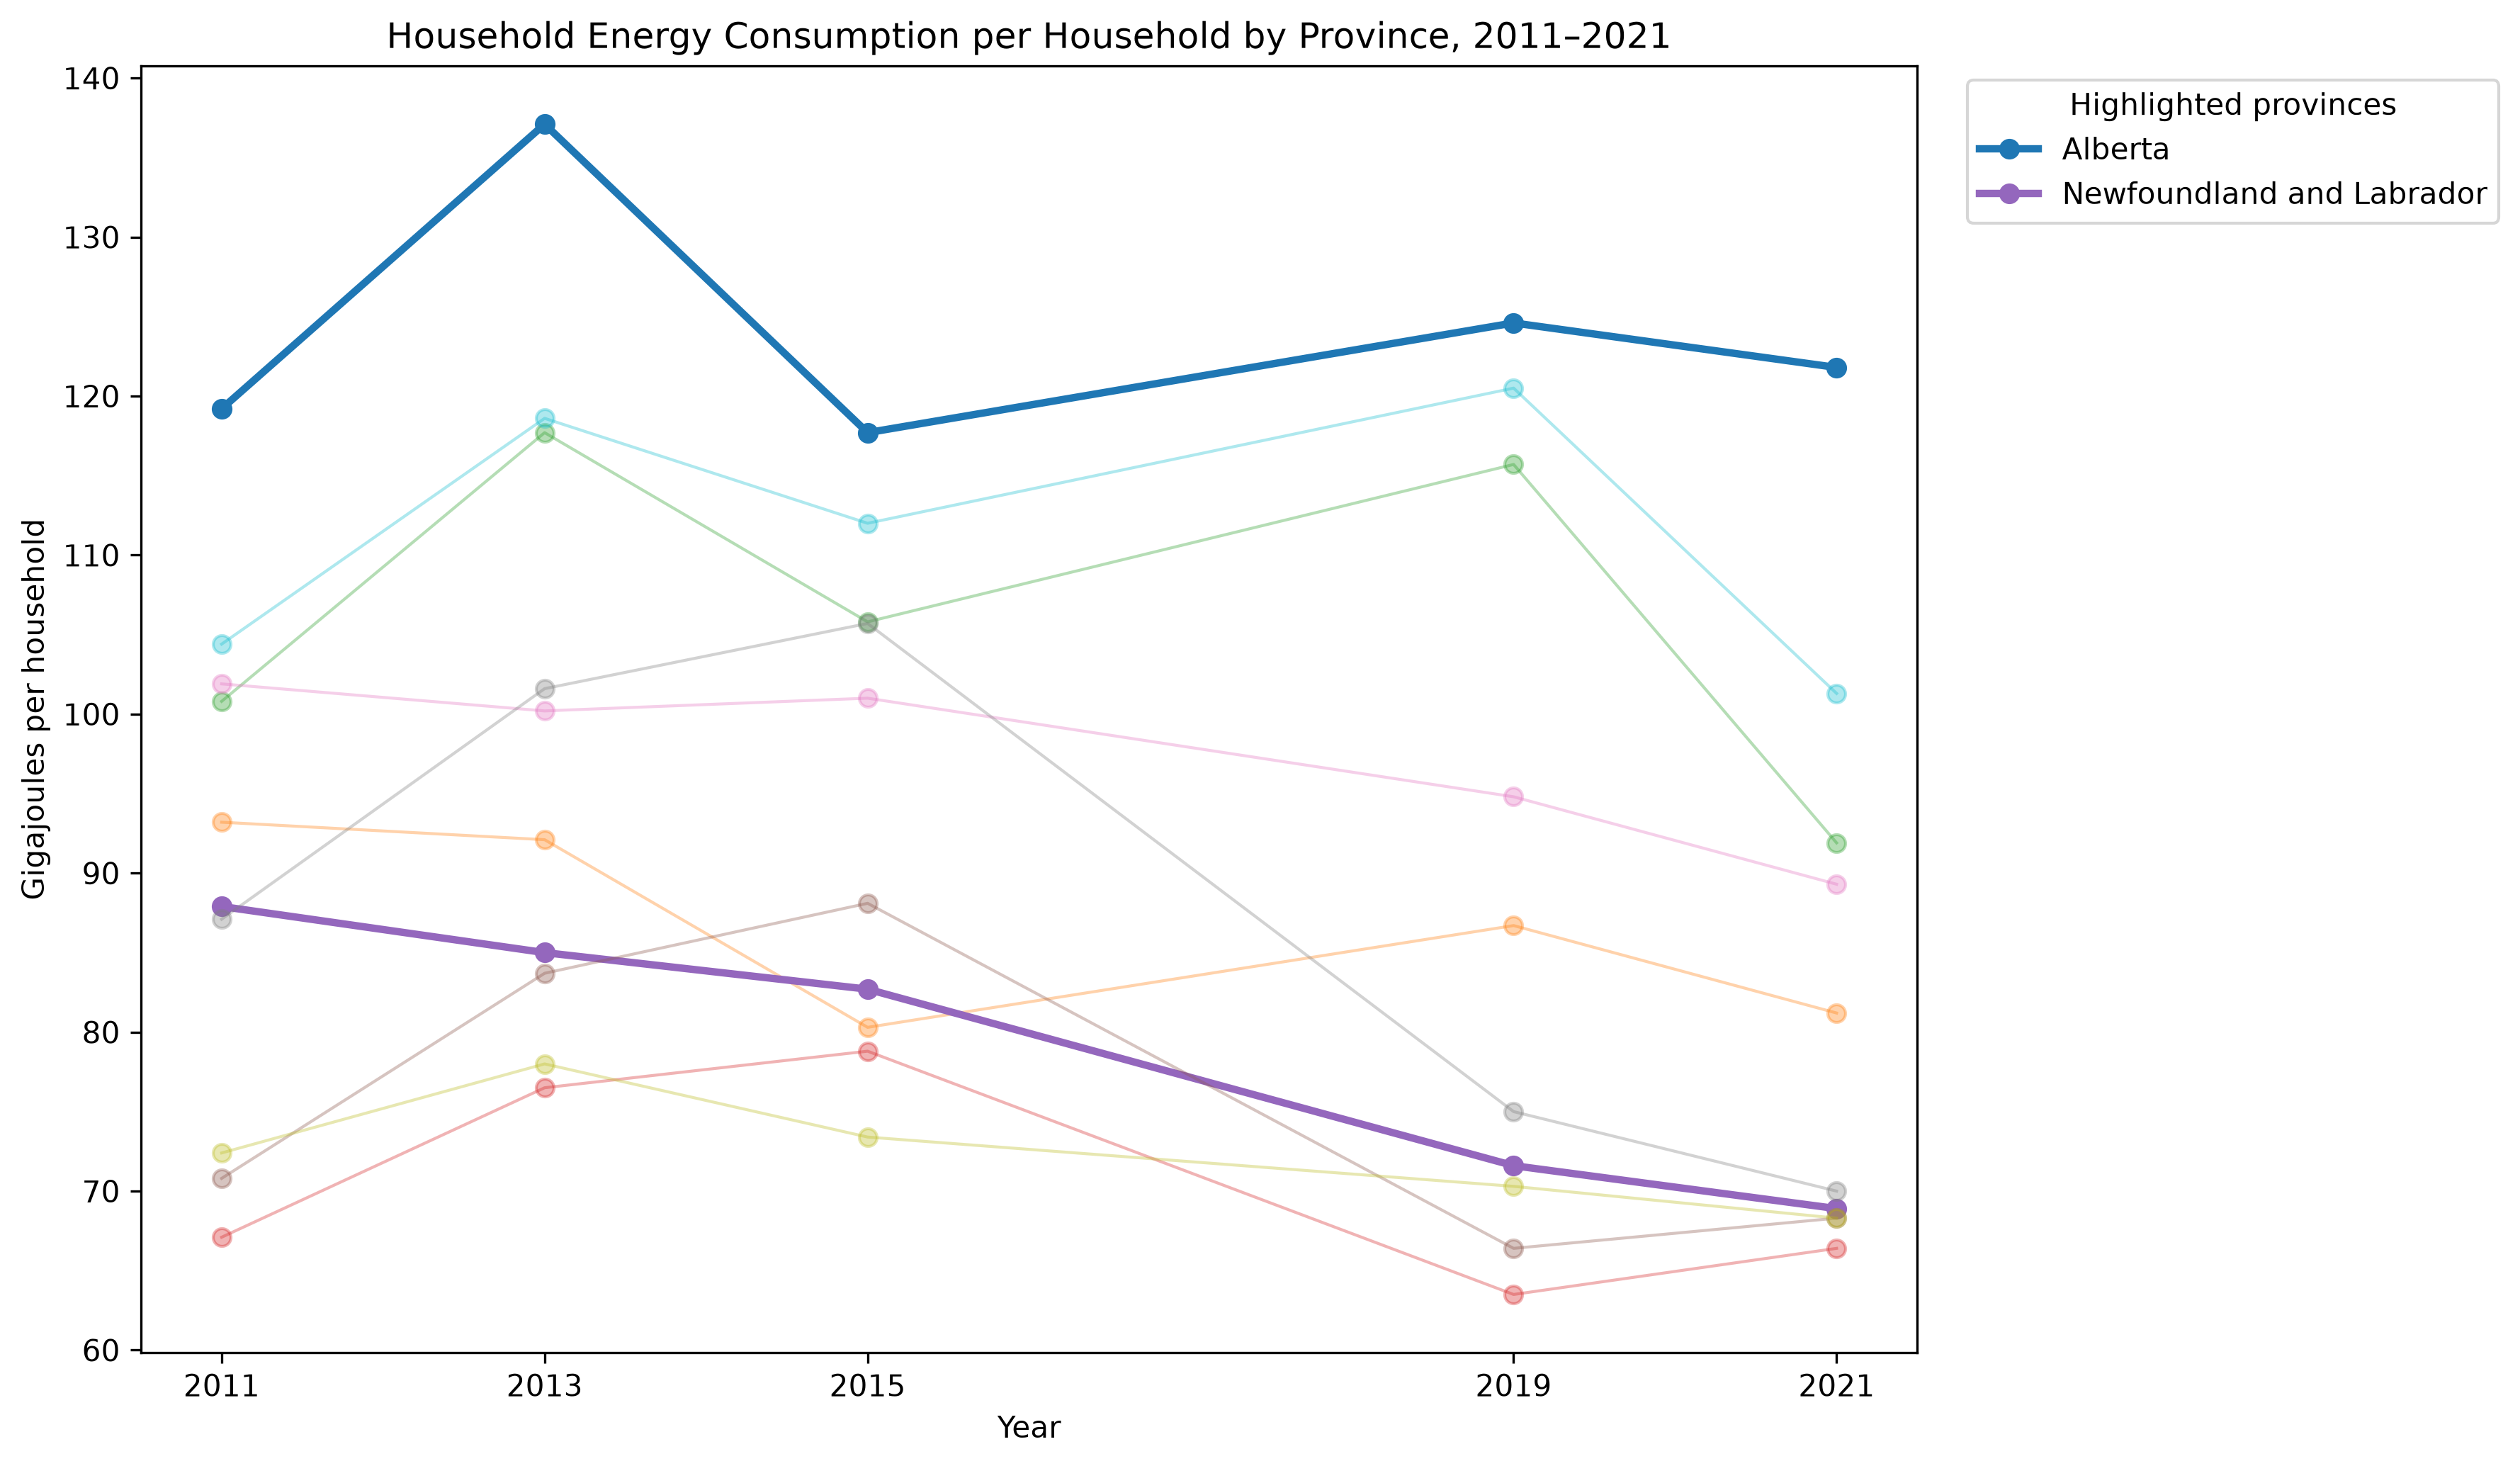 Household Energy Consumption per Household by Province, 2011–2021
Highlighted provinces
Alberta
Newfoundland and Labrador
Gigajoules per household
140
130
120
110
100
90
80
70
60
2011 2013 2015 2019 2021
Year